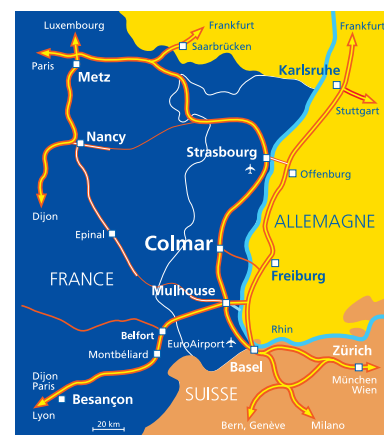 Luxembourg
Frankfurt
Frankfurt
Saarbrücken
Paris
Metz
Karlsruhe
Stuttgart
Nancy
Strasbourg
Offenburg
Dijon
ALLEMAGNE
Epinal
Colmar
FRANCE
Freiburg
Mulhouse
Belfort
Rhin
EuroAirport
Montbéliard
Zürich
Basel
Dijon
Paris
München
Wien
SUISSE
Besançon
Lyon
20 km
Bern, Genève
Milano